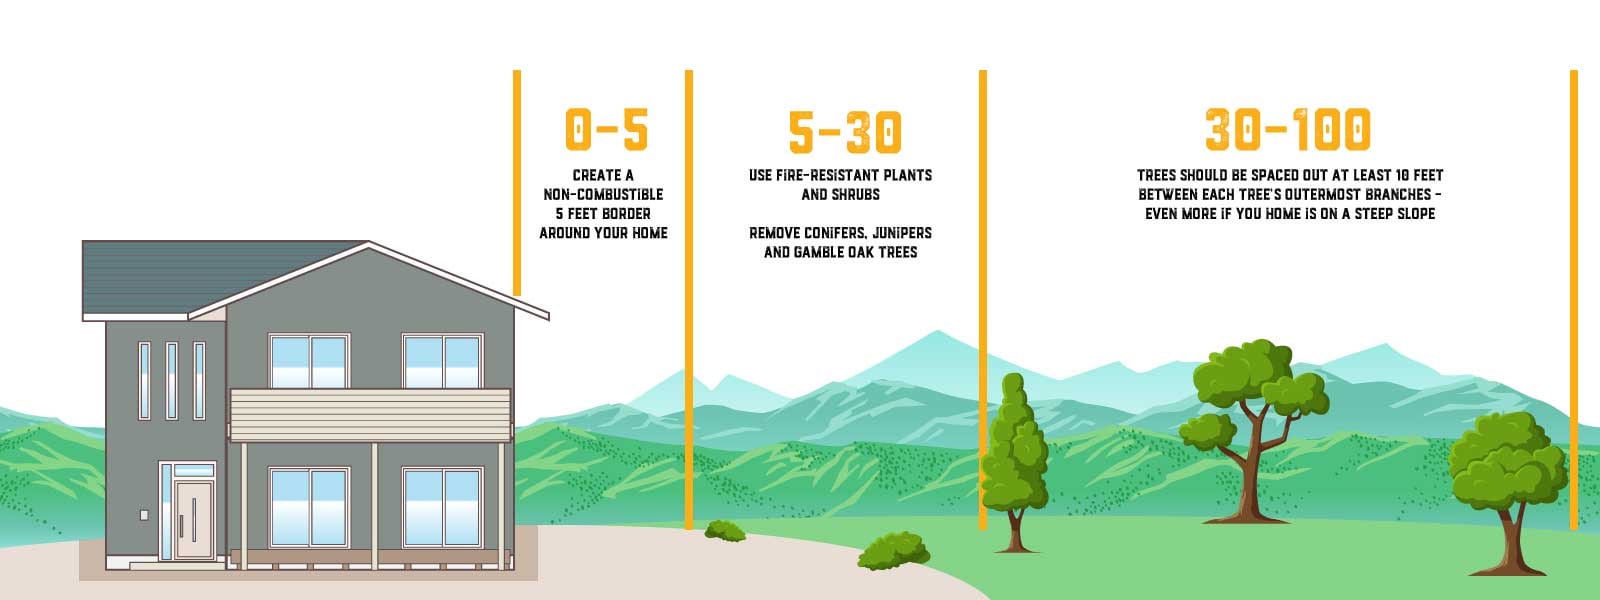 0-5
CREATE A
NON-COMBUSTIBLE
5 FEET BORDER
AROUND YOUR HOME
5-30
USE FIRE-RESISTANT PLANTS
AND SHRUBS
REMOVE CONIFERS, JUNIPERS
AND GAMBLE OAK TREES
30-100
TREES SHOULD BE SPACED OUT AT LEAST 10 FEET
BETWEEN EACH TREE'S OUTERMOST BRANCHES -
EVEN MORE IF YOU HOME IS ON A STEEP SLOPE